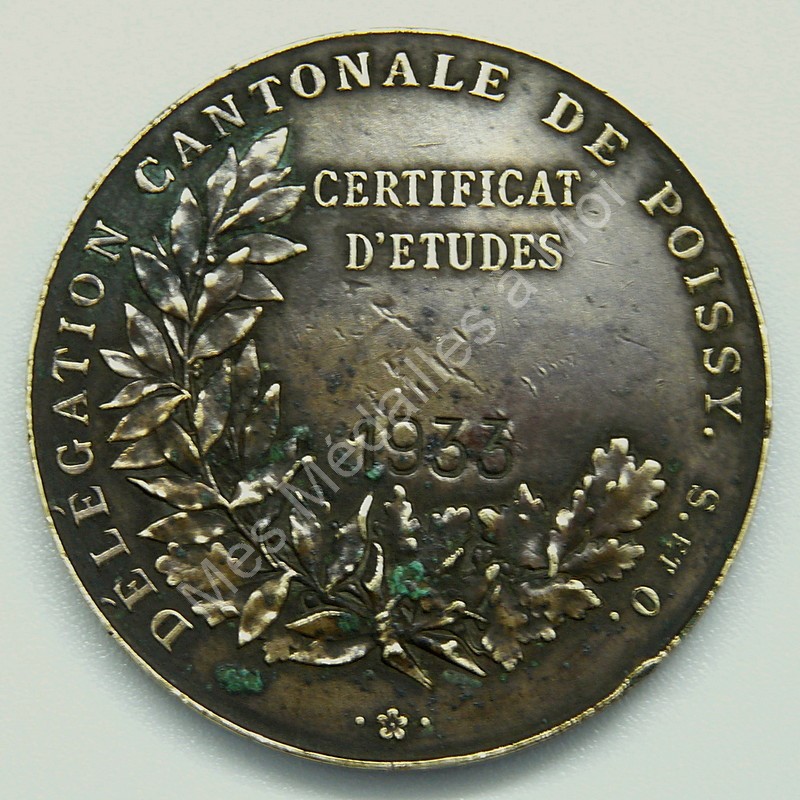 DÉLÉGATION CANTONALE DE POISSY. S. ET O.
CERTIFICAT
D'ETUDES
1933
Mes Médailles à Moi